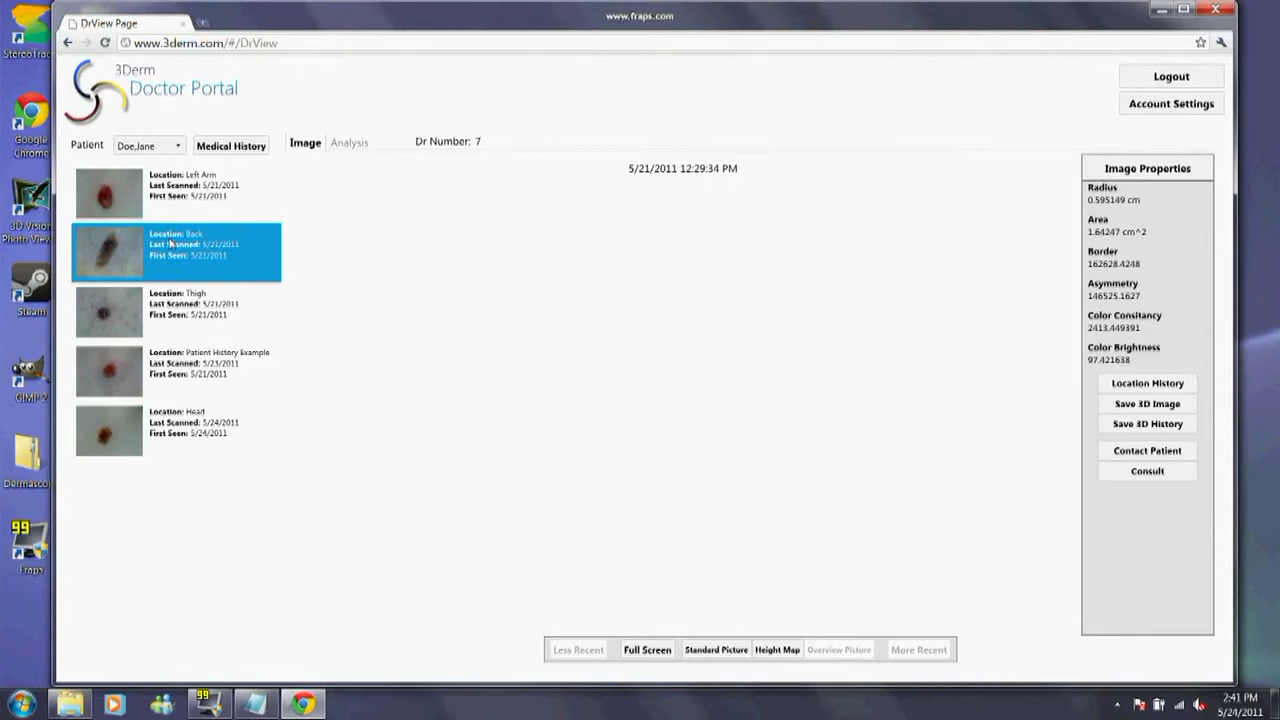 www.fraps.com
DrView Page
www.3derm.com/#/DrView
3Derm
Doctor Portal
Logout
Account Settings
Patient
Doe,Jane
Medical History
Image
Analysis
Dr Number: 7
5/21/2011 12:29:34 PM
Location: Left Arm
Last Scanned: 5/21/2011
First Seen: 5/21/2011
Location: Back
Last Scanned: 5/21/2011
First Seen: 5/21/2011
Location: Thigh
Last Scanned: 5/21/2011
First Seen: 5/21/2011
Location: Patient History Example
Last Scanned: 5/23/2011
First Seen: 5/21/2011
Location: Head
Last Scanned: 5/24/2011
First Seen: 5/24/2011
Image Properties
Radius
0.595149 cm
Area
1.64247 cm^2
Border
162628.4248
Asymmetry
146525.1627
Color Consitancy
2413.449391
Color Brightness
97.421638
Location History
Save 3D Image
Save 3D History
Contact Patient
Consult
Less Recent
Full Screen
Standard Picture
Height Map
Overview Picture
More Recent
Google
Chrome
3D Vision
Photo View
Steam
GIMP 2
Dermatosc
99
Fraps
99
2:41 PM
5/24/2011